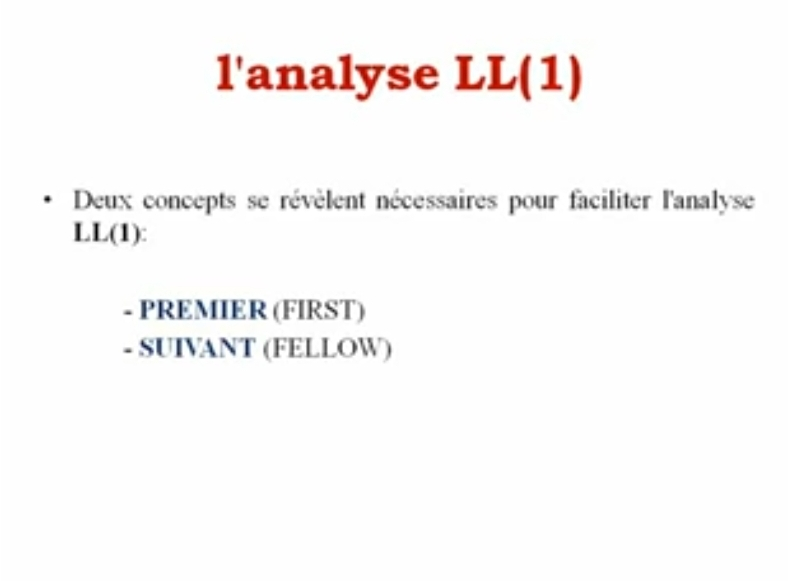 l'analyse LL(1)
• Deux concepts se révèlent nécessaires pour faciliter l'analyse
LL(1):
- PREMIER (FIRST)
- SUIVANT (FELLOW)